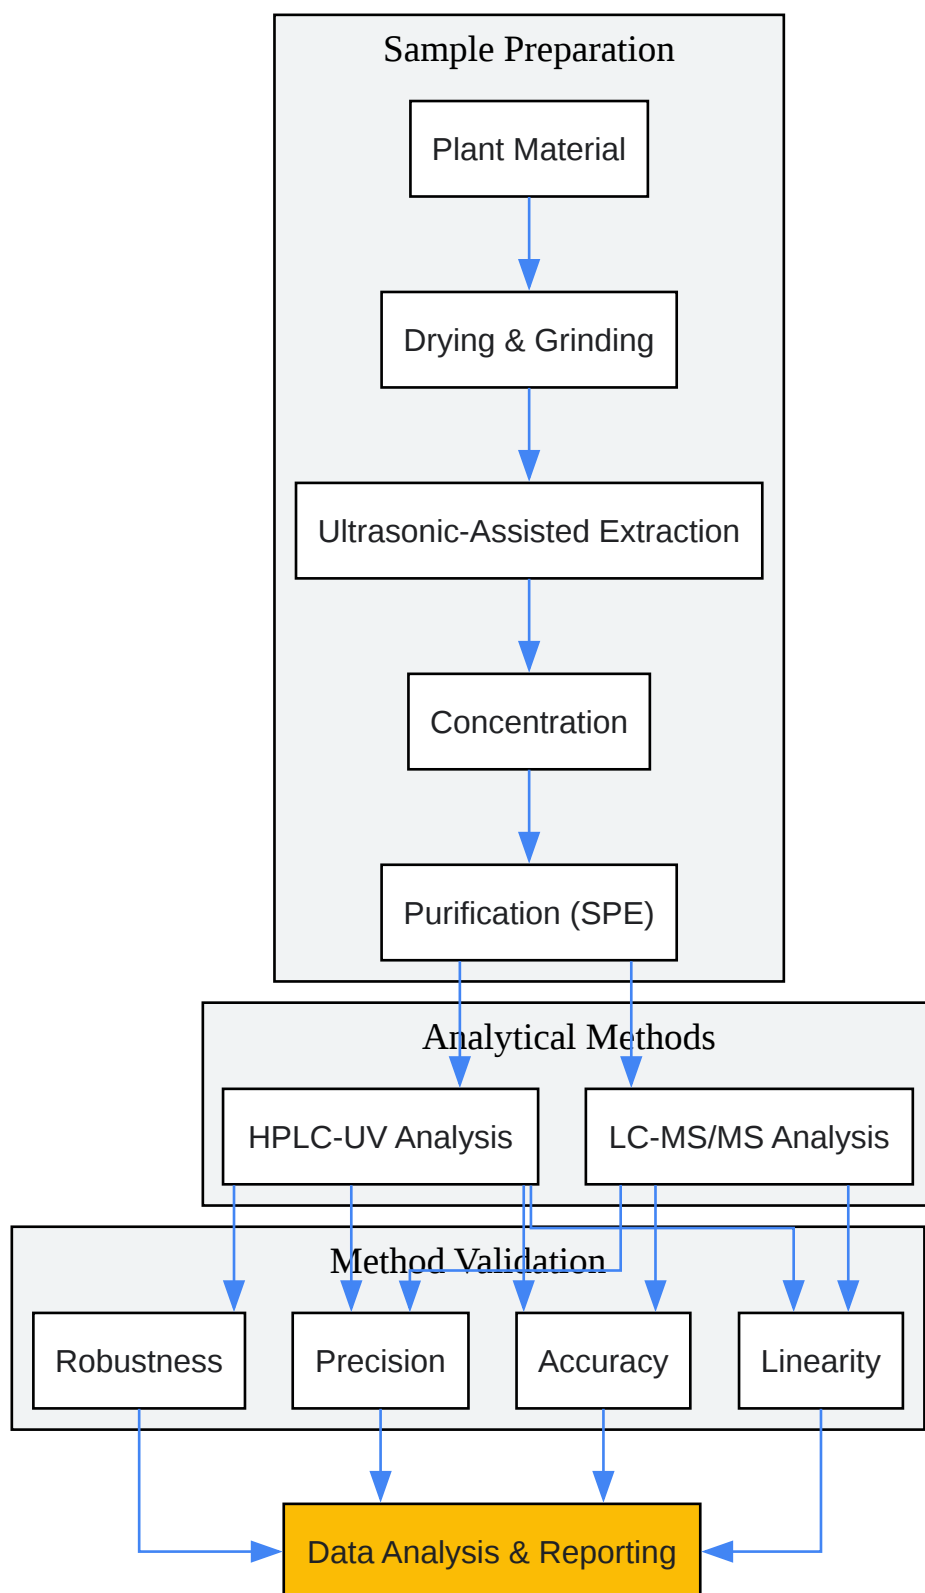 Sample Preparation
Plant Material
Drying & Grinding
Ultrasonic-Assisted Extraction
Concentration
Purification (SPE)
Analytical Methods
HPLC-UV Analysis
LC-MS/MS Analysis
Method Validation
Robustness
Precision
Accuracy
Linearity
Data Analysis & Reporting